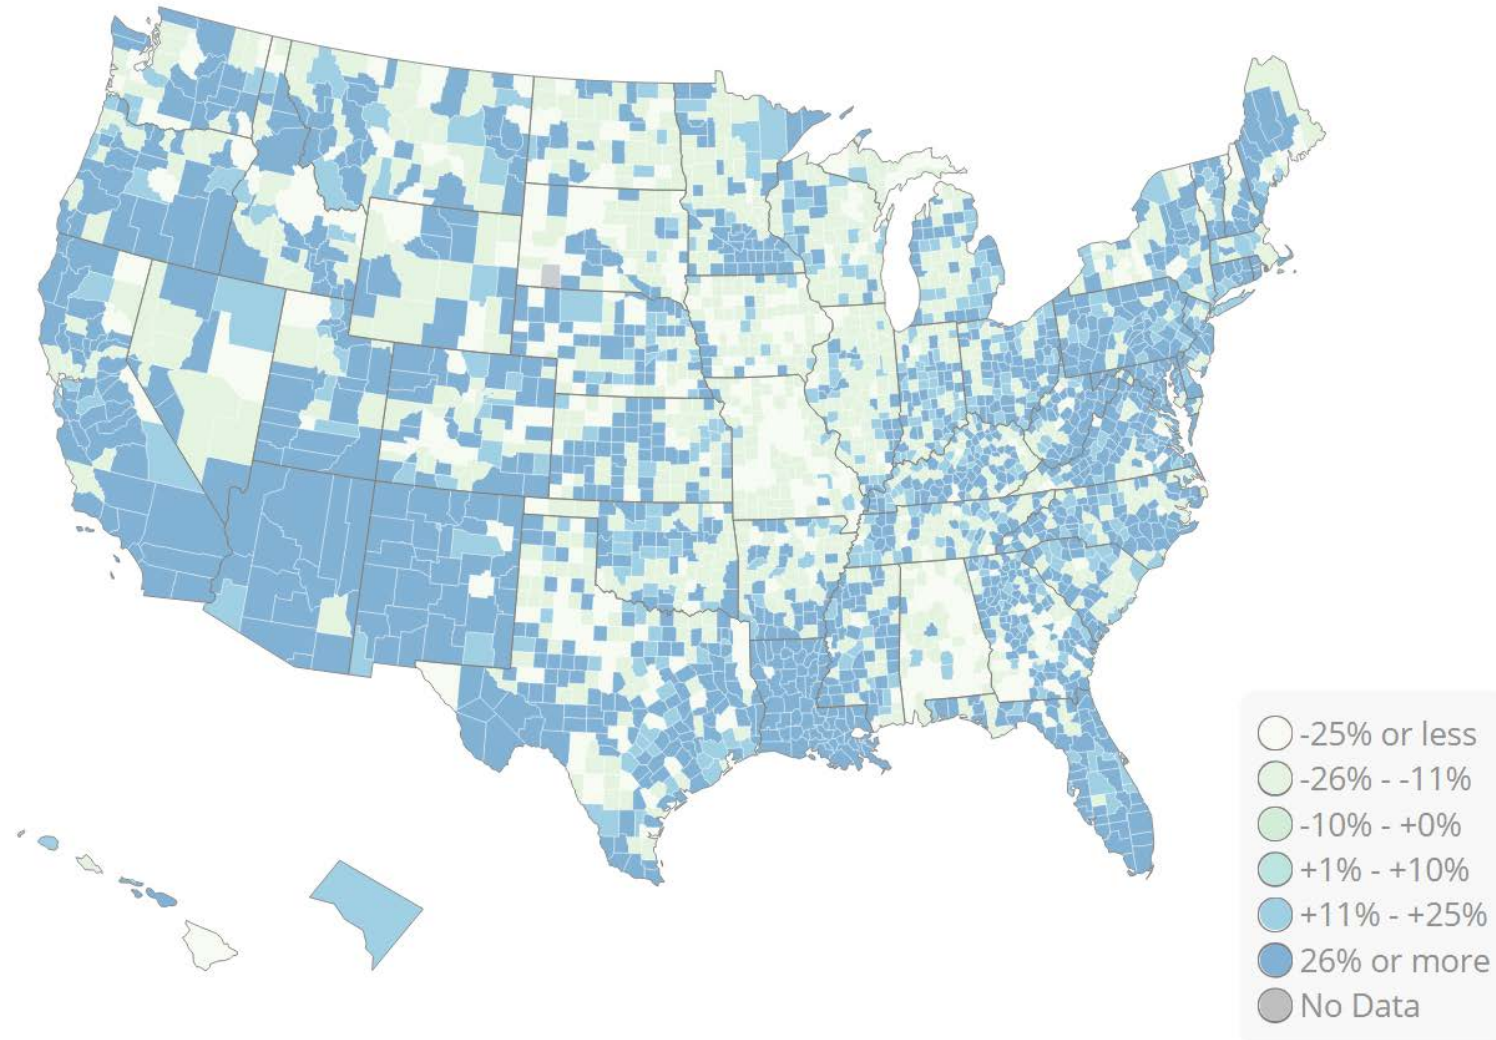 -25% or less
-26% - -11%
-10% - +0%
+1% - +10%
+11% - +25%
26% or more
No Data